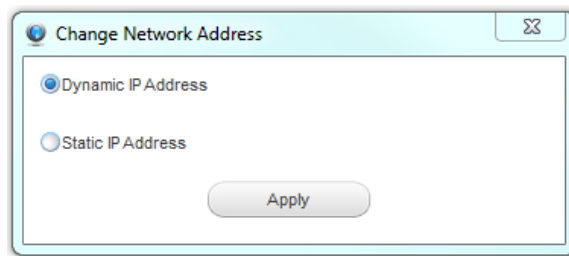 Change Network Address
Dynamic IP Address
Static IP Address
Apply